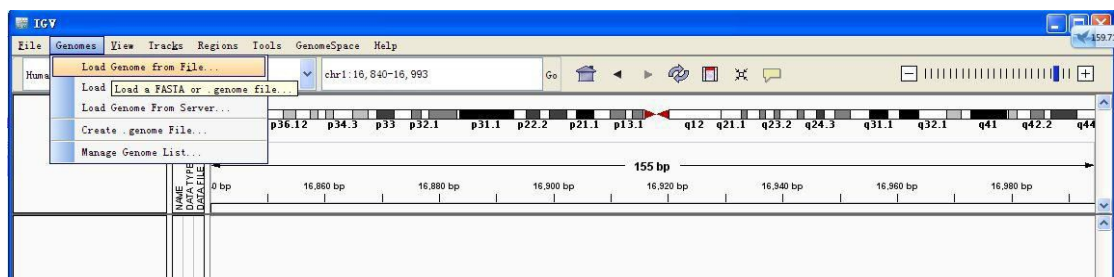 IGV
159.7
File Genomes View Tracks Regions Tools GenomeSpace Help
Load Genome from File...
Huma chr1:16,840-16,993 Go
Load Load a FASTA or .genome file...
Load Genome From Server...
p36.12 p34.3 p33 p32.1 p31.1 p22.2 p21.1 p13.1 q12 q21.1 q23.2 q24.3 q31.1 q32.1 q41 q42.2 q44
Create .genome File...
Manage Genome List...
155 bp
NAME
DATA TYPE
DATA FILE
0 bp 16,860 bp 16,880 bp 16,900 bp 16,920 bp 16,940 bp 16,960 bp 16,980 bp